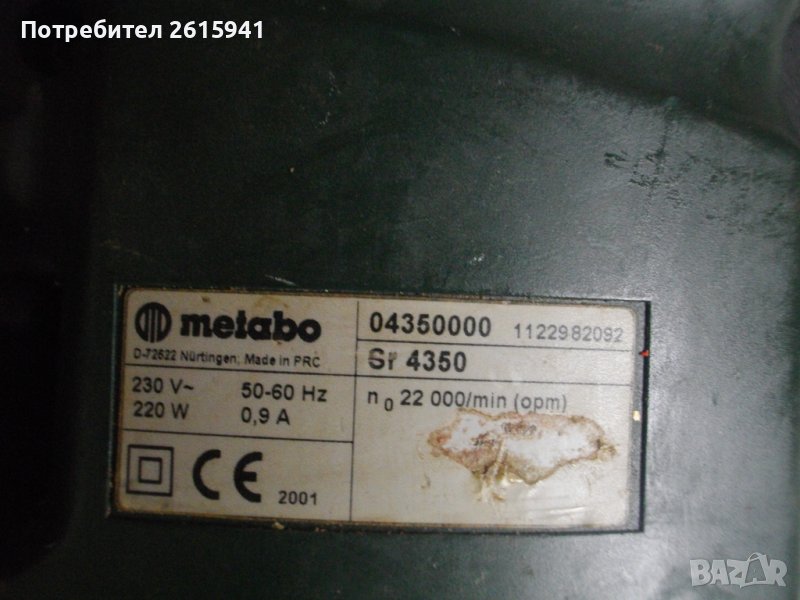 Потребител 2615941
metabo
D-72622 Nürtingen, Made in PRC
04350000 1122982092
Sr 4350
230 V~ 50-60 Hz
220 W 0,9 A
n0 22 000/min (opm)
CE 2001
BAZAR